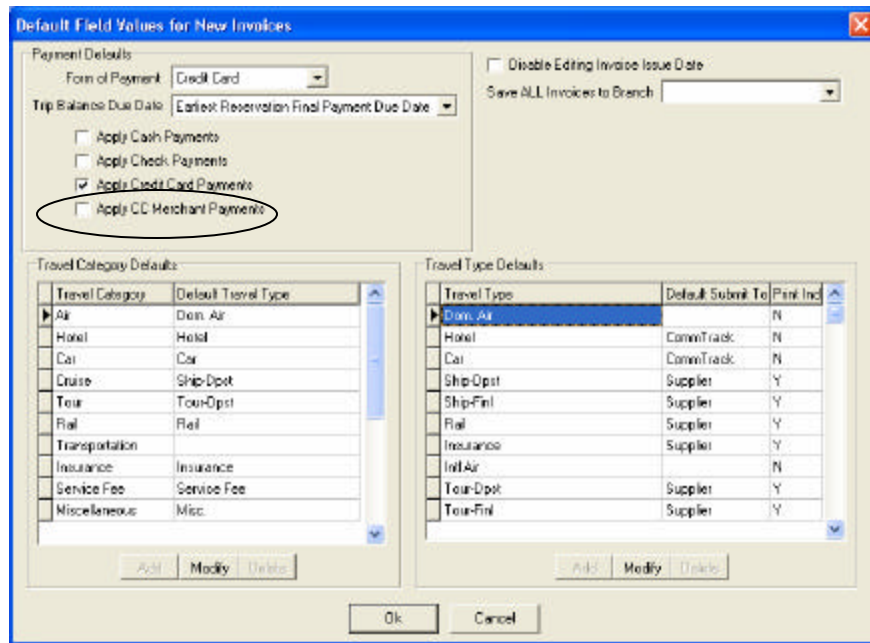 Default Field Values for New Invoices
Payment Defaults
Form of Payment Credit Card
Trip Balance Due Date Earliest Reservation Final Payment Due Date
Apply Cash Payments
Apply Check Payments
Apply Credit Card Payments
Apply CC Merchant Payments
Disable Editing Invoice Issue Date
Save ALL Invoices to Branch
Travel Category Defaults
Travel Category Default Travel Type
Air Dom. Air
Hotel Hotel
Car Car
Cruise Ship-Dpst
Tour Tour-Dpst
Rail Rail
Transportation
Insurance Insurance
Service Fee Service Fee
Miscellaneous Misc.
Add Modify Delete
Travel Type Defaults
Travel Type Default Submit To Print Incl
Dom. Air N
Hotel CommTrack N
Car CommTrack N
Ship-Dpst Supplier Y
Ship-Finl Supplier Y
Rail Supplier Y
Insurance Supplier Y
Intl Air N
Tour-Dpst Supplier Y
Tour-Finl Supplier Y
Add Modify Delete
Ok Cancel